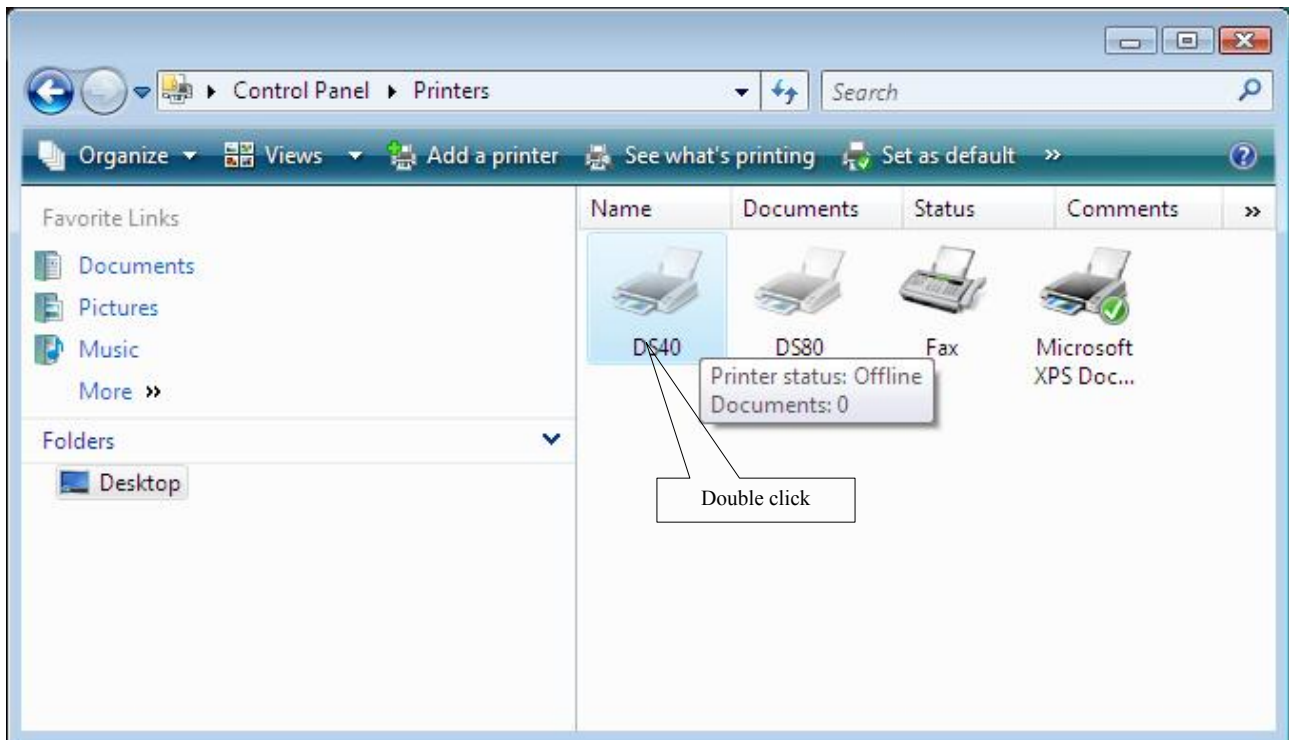 Control Panel Printers Search
Organize Views Add a printer See what's printing Set as default »
Favorite Links
Documents
Pictures
Music
More »
Folders
Desktop
Name Documents Status Comments »
DS40 DS80 Fax Microsoft
XPS Doc...
Printer status: Offline
Documents: 0
Double click